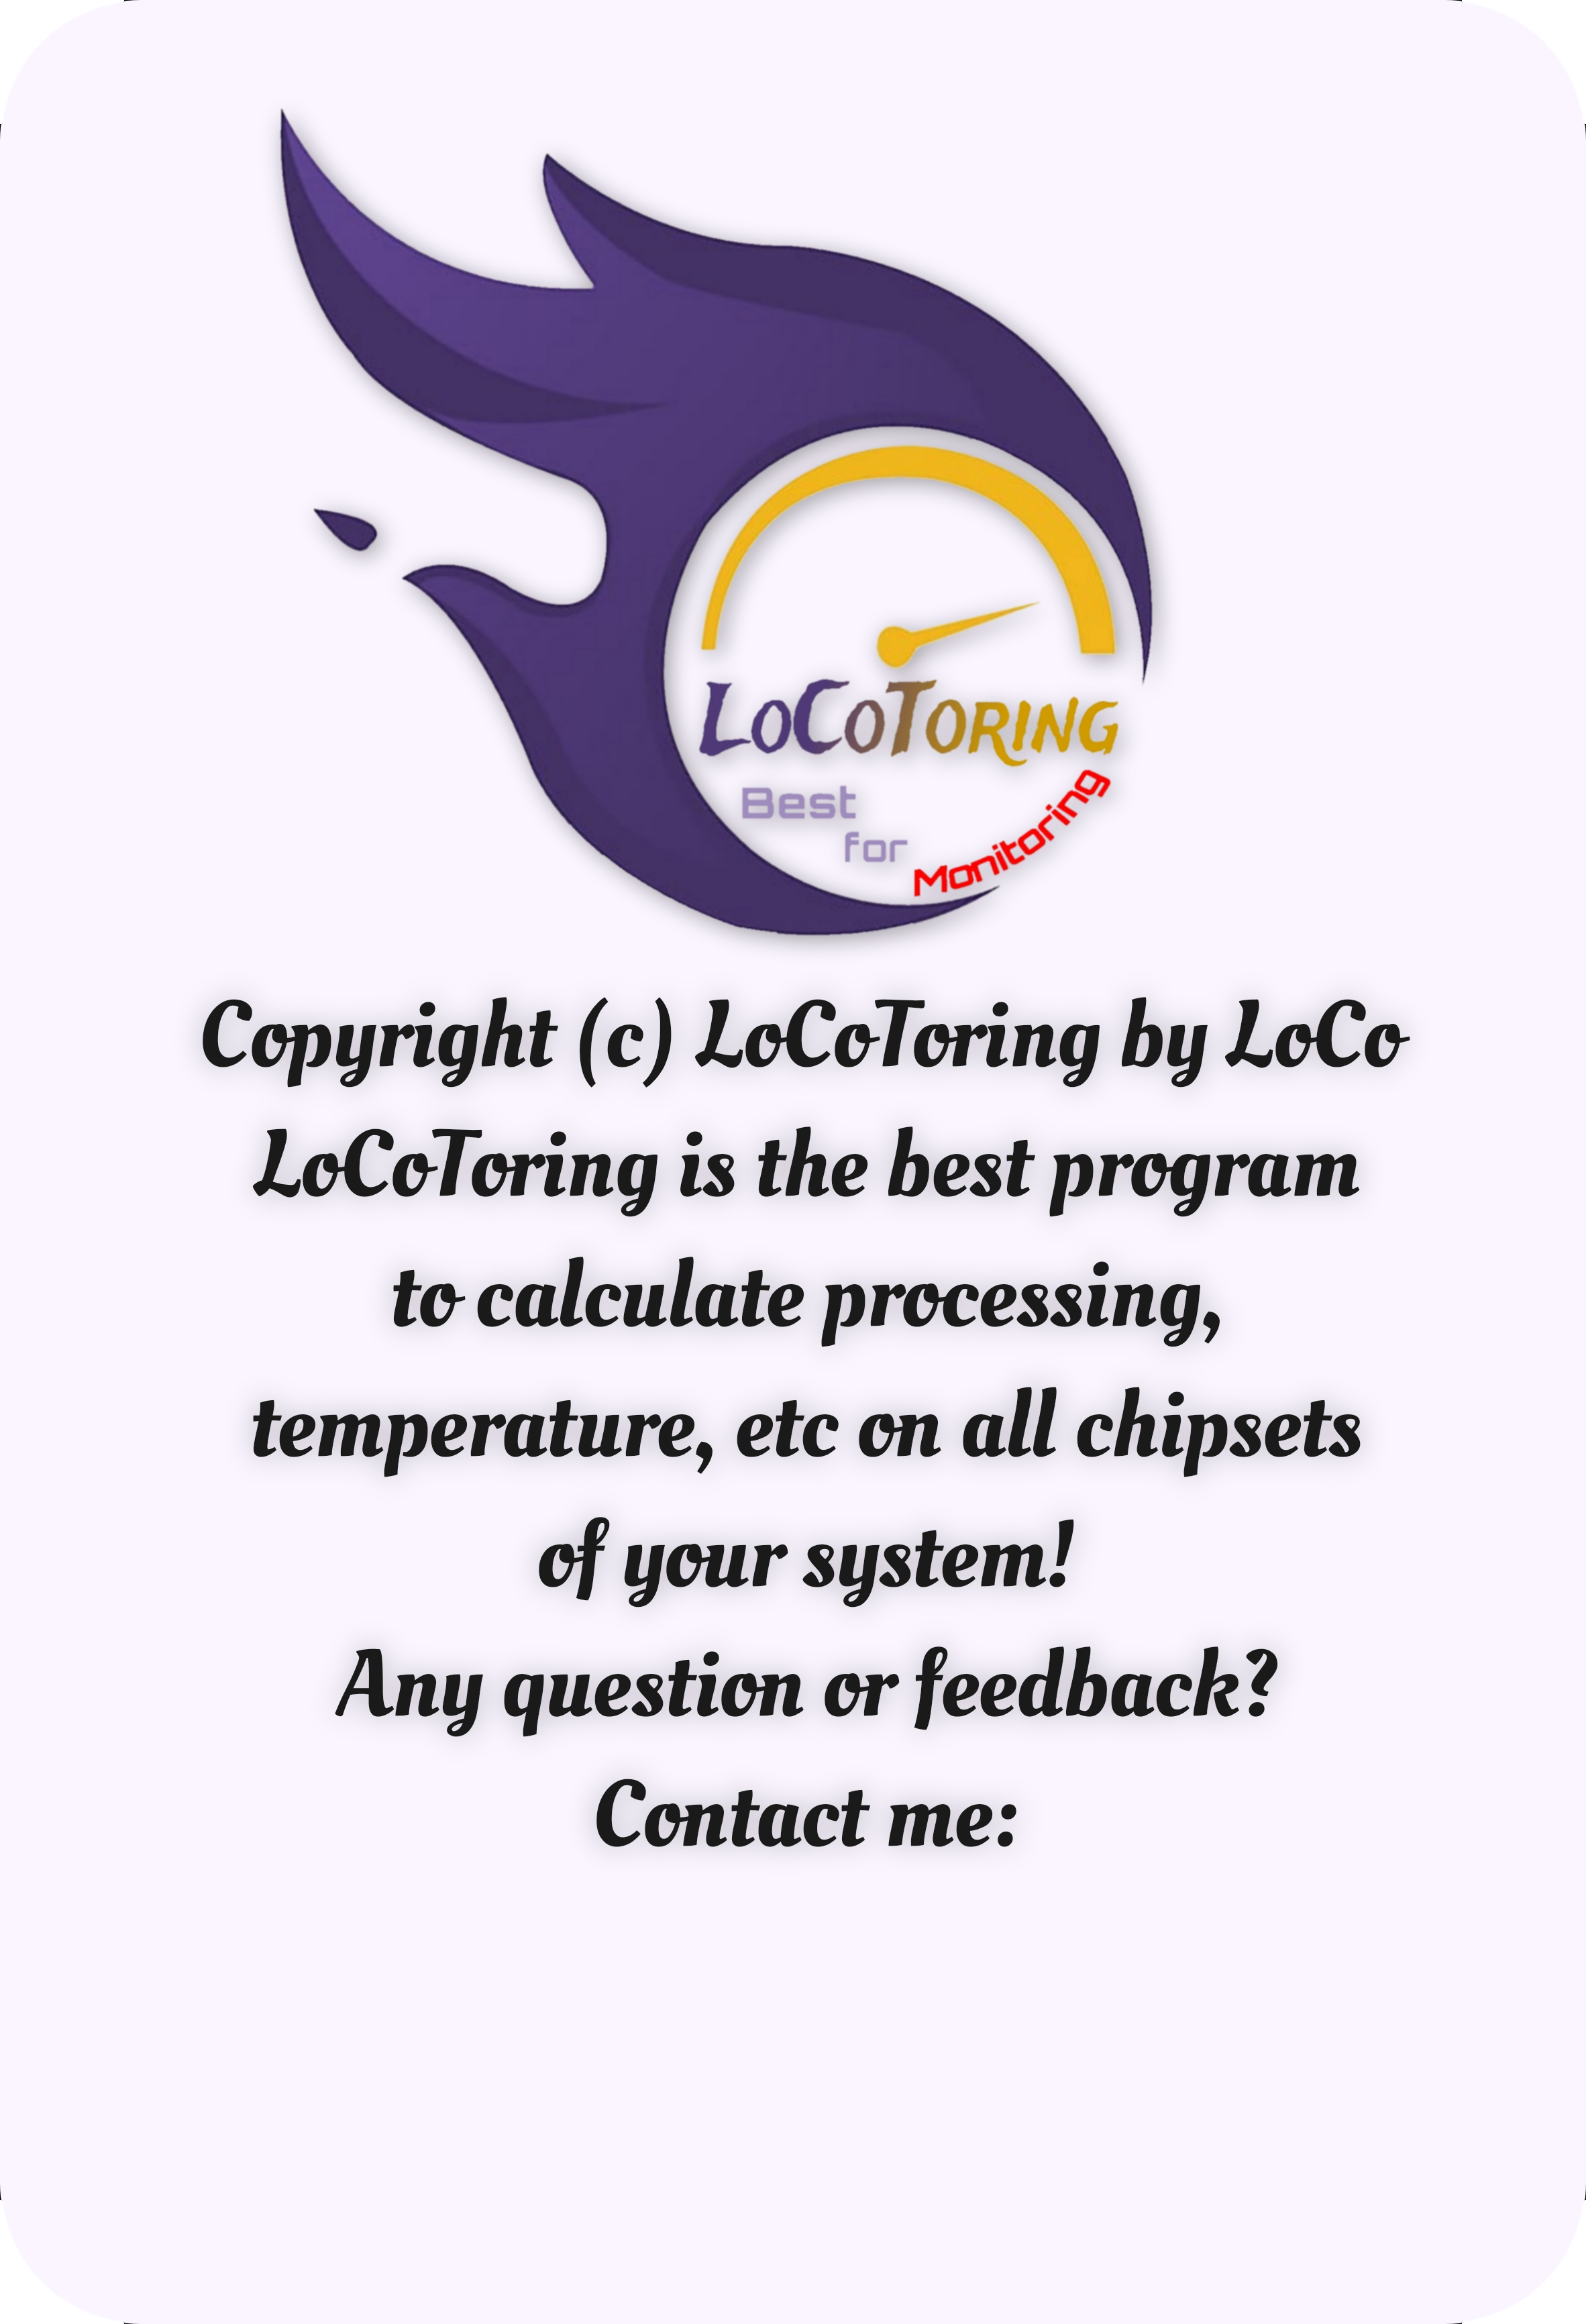 LoCoToring
Best
for
Monitoring
Copyright (c) LoCoToring by LoCo
LoCoToring is the best program
to calculate processing,
temperature, etc on all chipsets
of your system!
Any question or feedback?
Contact me: